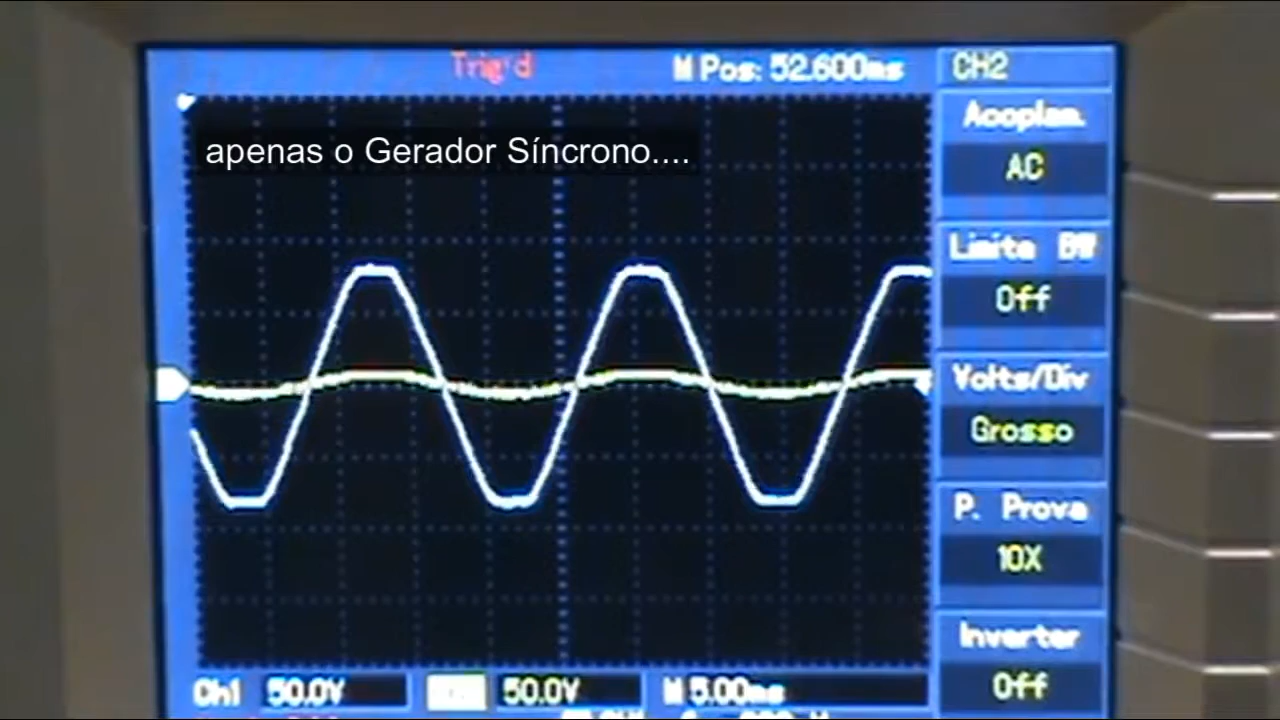 Trig'd
M Pos: 52.600ms
CH2
apenas o Gerador Síncrono....
Acoplam.
AC
Limite BW
Off
Volts/Div
Grosso
P. Prova
10X
Inverter
Off
Ch1 50.0V
50.0V
M 5.00ms